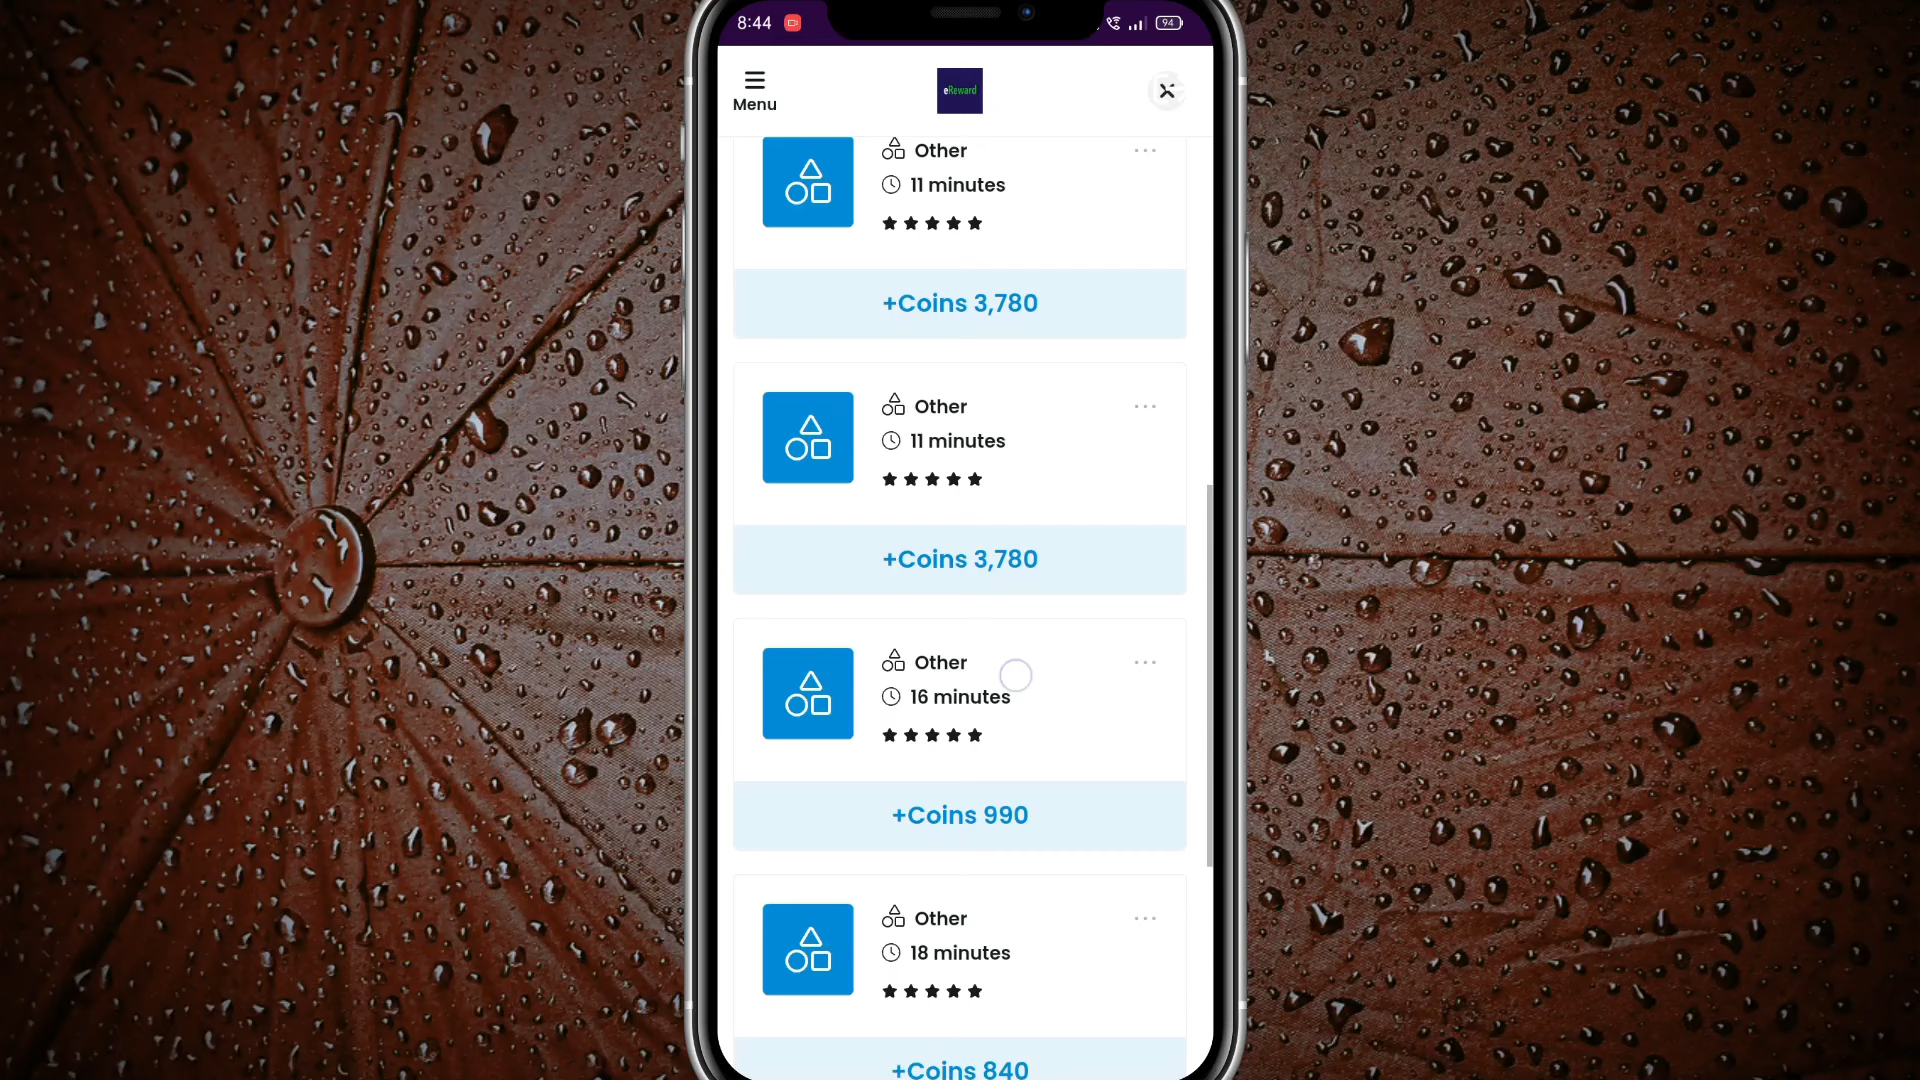 8:44
94
Menu
eReward
Other
11 minutes
+Coins 3,780
Other
11 minutes
+Coins 3,780
Other
16 minutes
+Coins 990
Other
18 minutes
+Coins 840